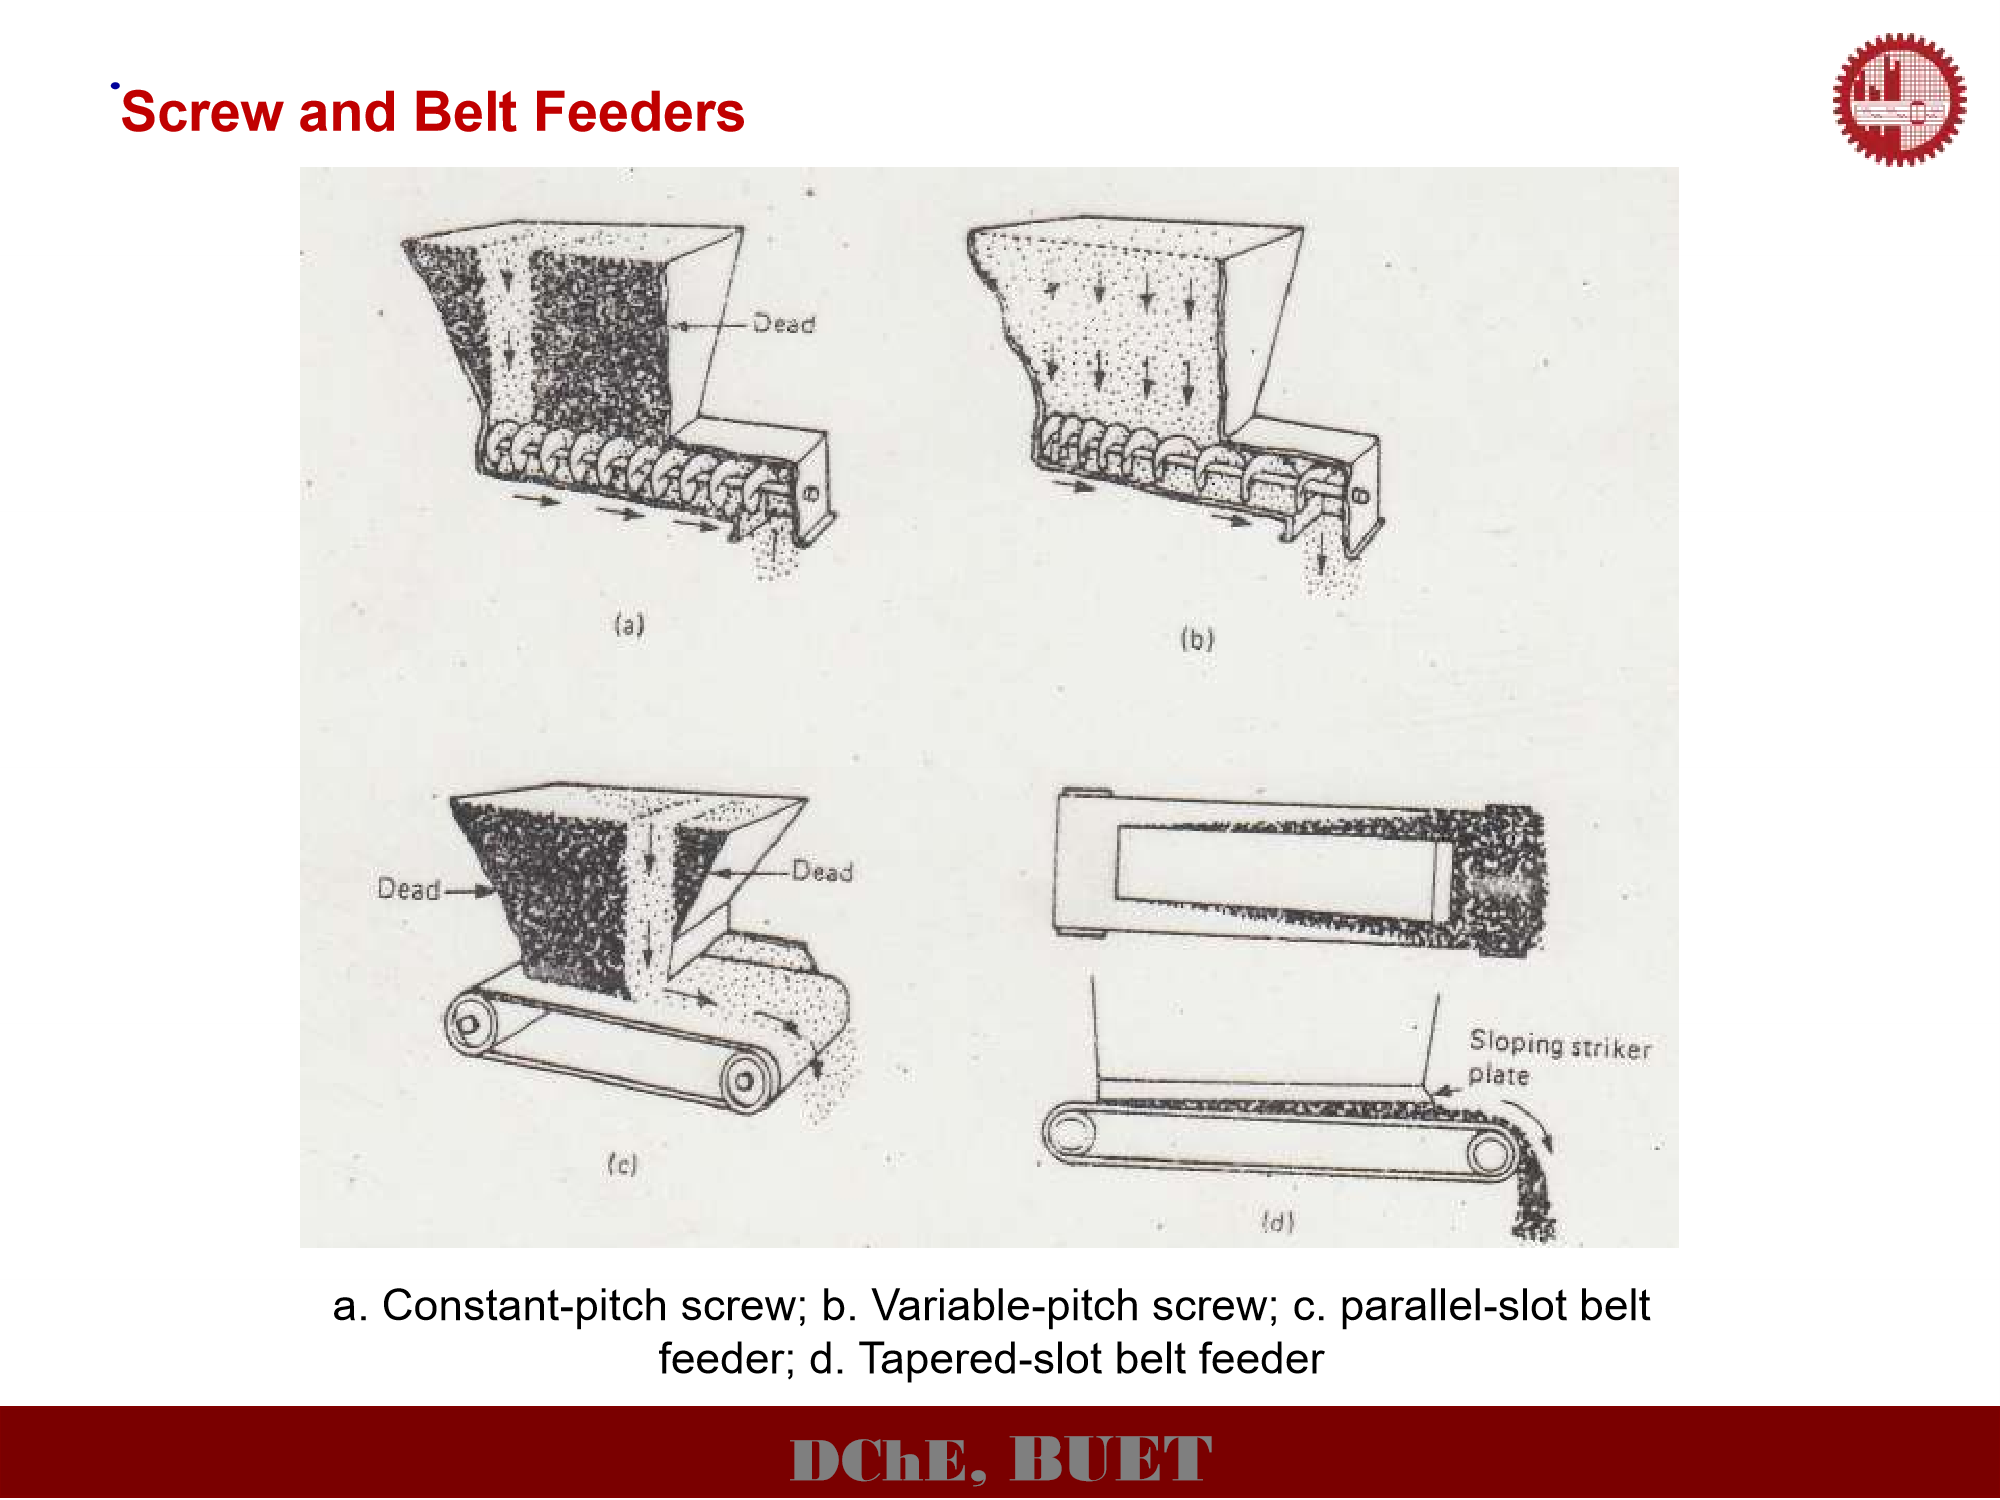 Screw and Belt Feeders
Dead
(a)
(b)
Dead
Dead
(c)
Sloping striker
plate
(d)
a. Constant-pitch screw; b. Variable-pitch screw; c. parallel-slot belt
feeder; d. Tapered-slot belt feeder
DChE, BUET